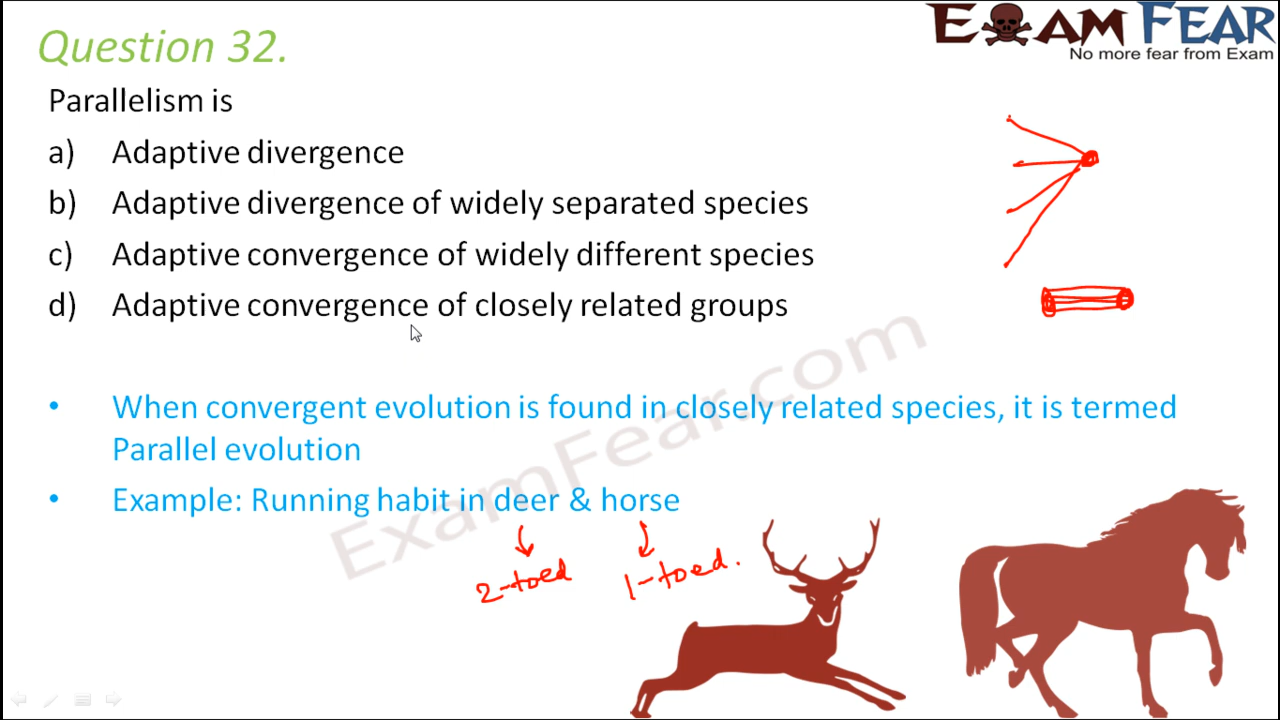 Question 32.
EXAM FEAR
No more fear from Exam
Parallelism is
a) Adaptive divergence
b) Adaptive divergence of widely separated species
c) Adaptive convergence of widely different species
d) Adaptive convergence of closely related groups
• When convergent evolution is found in closely related species, it is termed
Parallel evolution
• Example: Running habit in deer & horse
2-toed 1-toed.
ExamFear.com